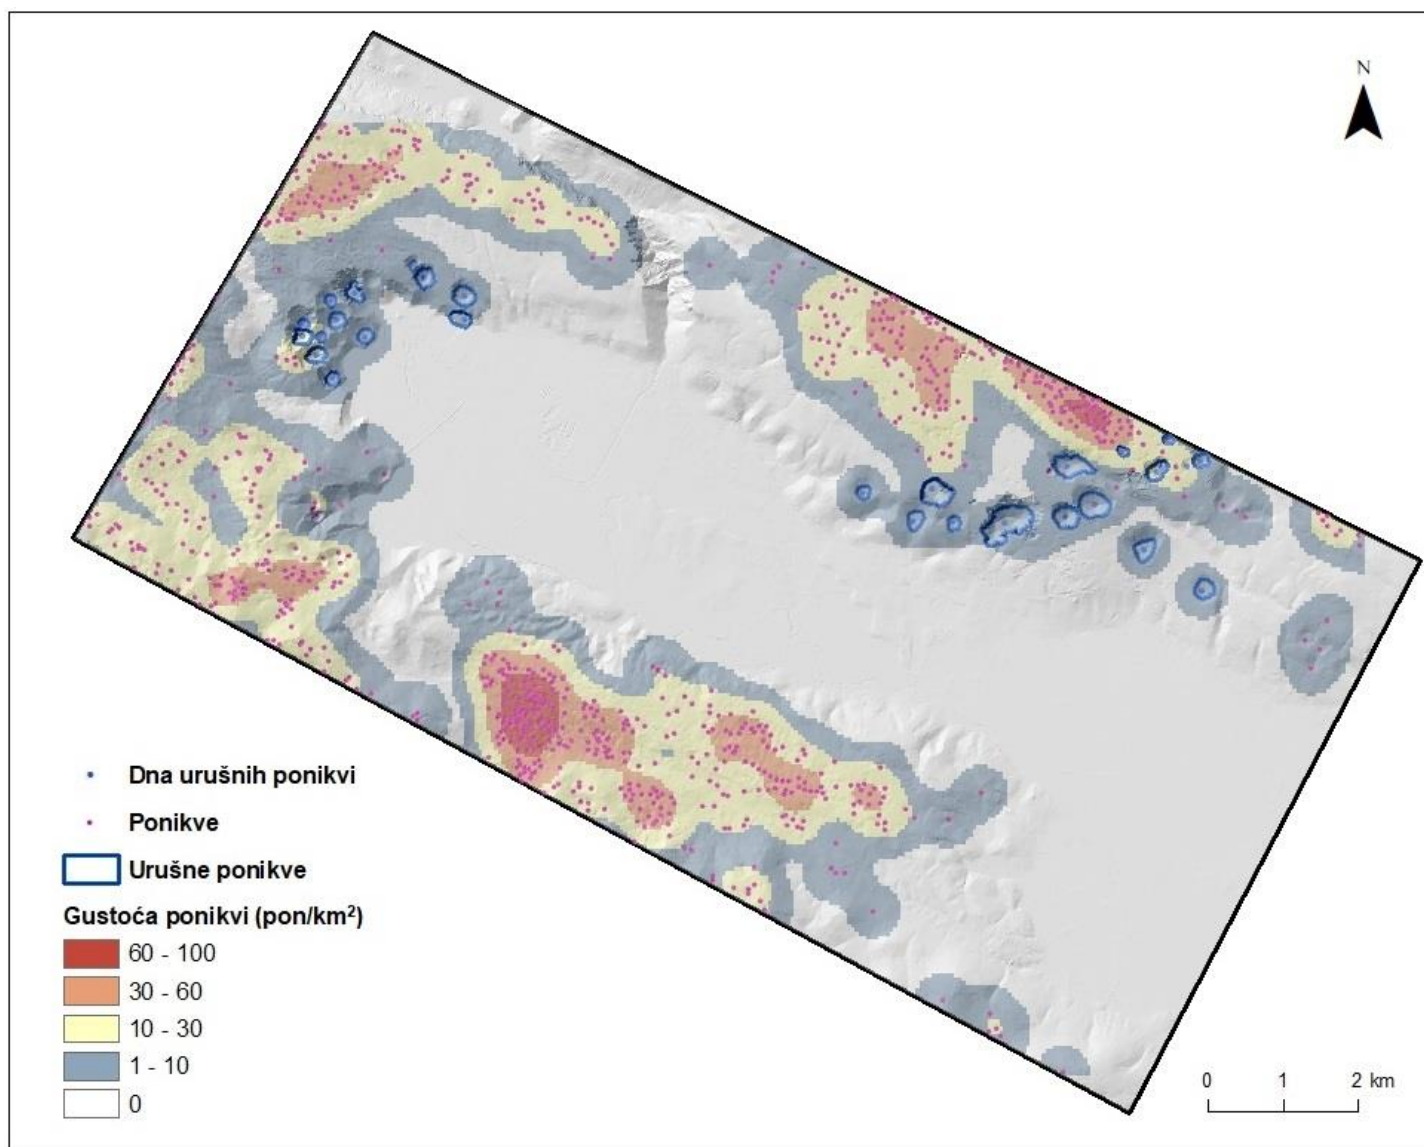 N
Dna urušnih ponikvi
Ponikve
Urušne ponikve
Gustoća ponikvi (pon/km²)
60 - 100
30 - 60
10 - 30
1 - 10
0
0 1 2 km